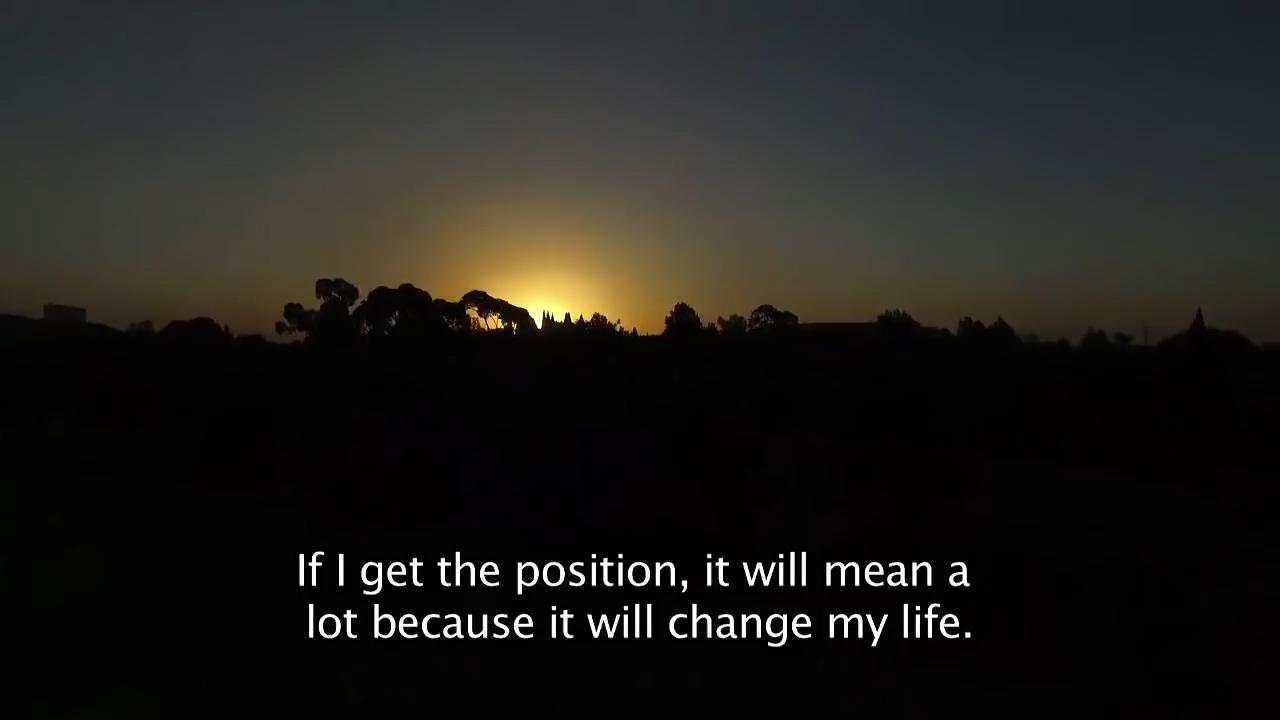 If I get the position, it will mean a
lot because it will change my life.